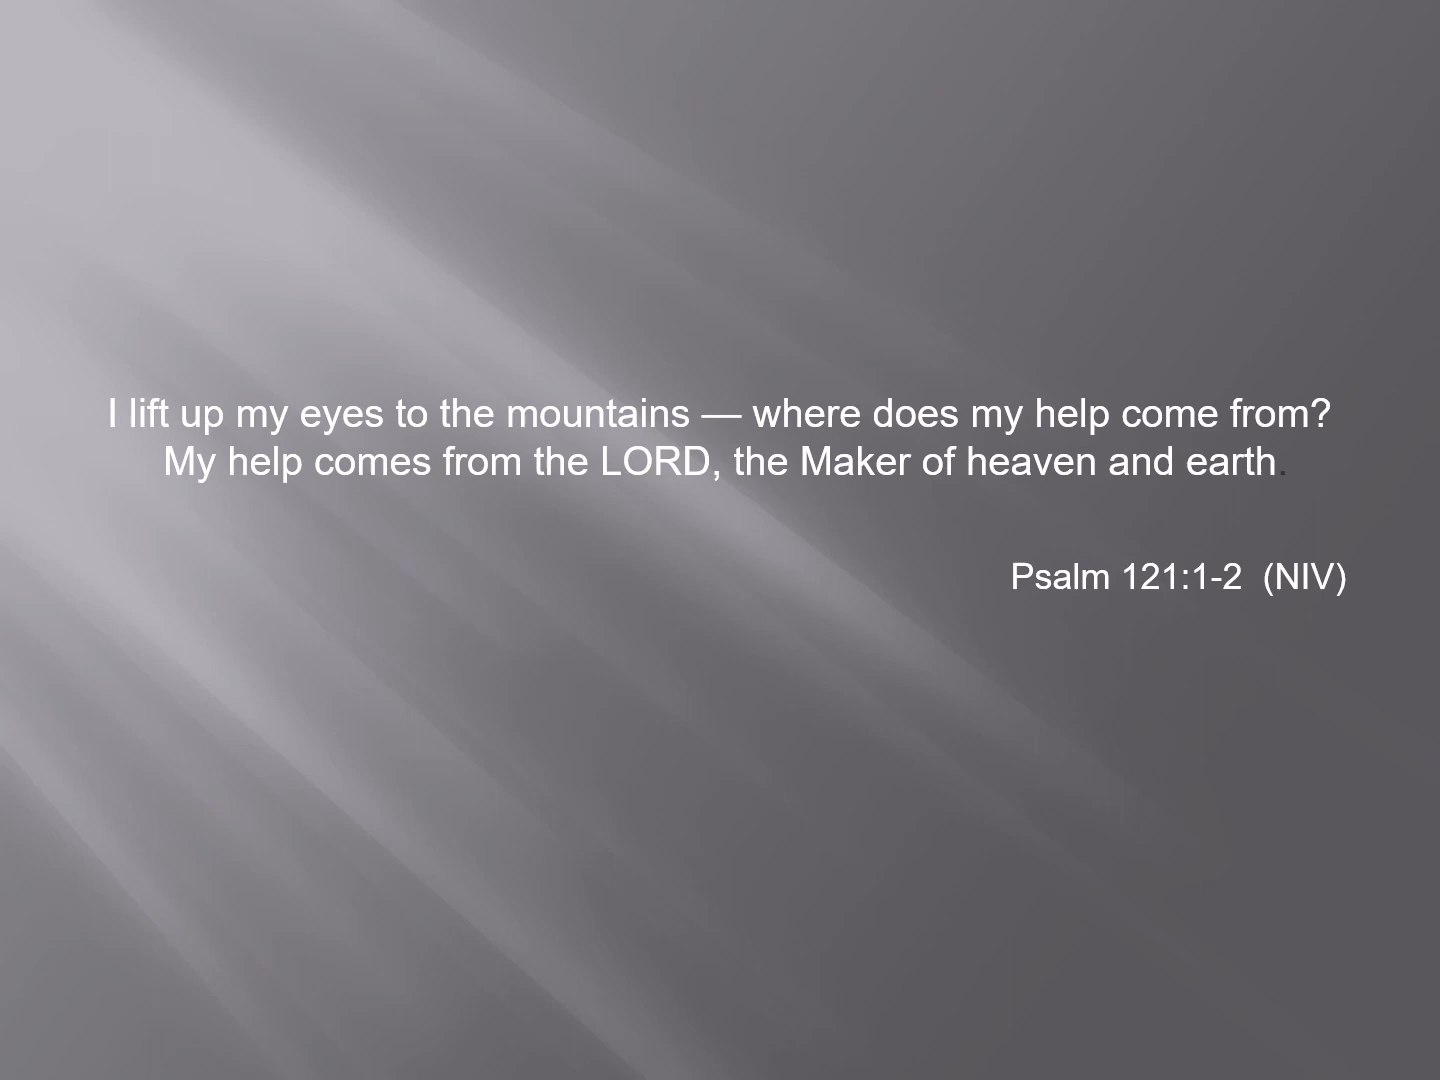 I lift up my eyes to the mountains — where does my help come from?
My help comes from the LORD, the Maker of heaven and earth.
Psalm 121:1-2  (NIV)